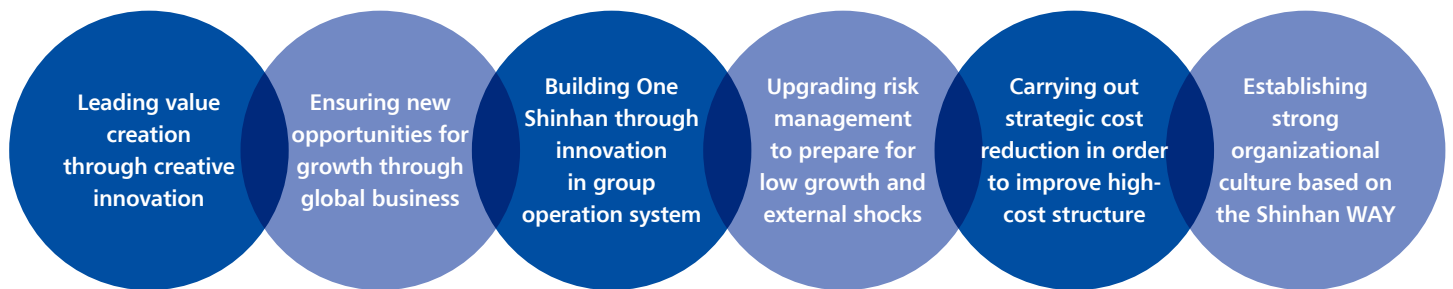 Leading value
creation
through creative
innovation
Ensuring new
opportunities for
growth through
global business
Building One
Shinhan through
innovation
in group
operation system
Upgrading risk
management
to prepare for
low growth and
external shocks
Carrying out
strategic cost
reduction in order
to improve high-
cost structure
Establishing
strong
organizational
culture based on
the Shinhan WAY